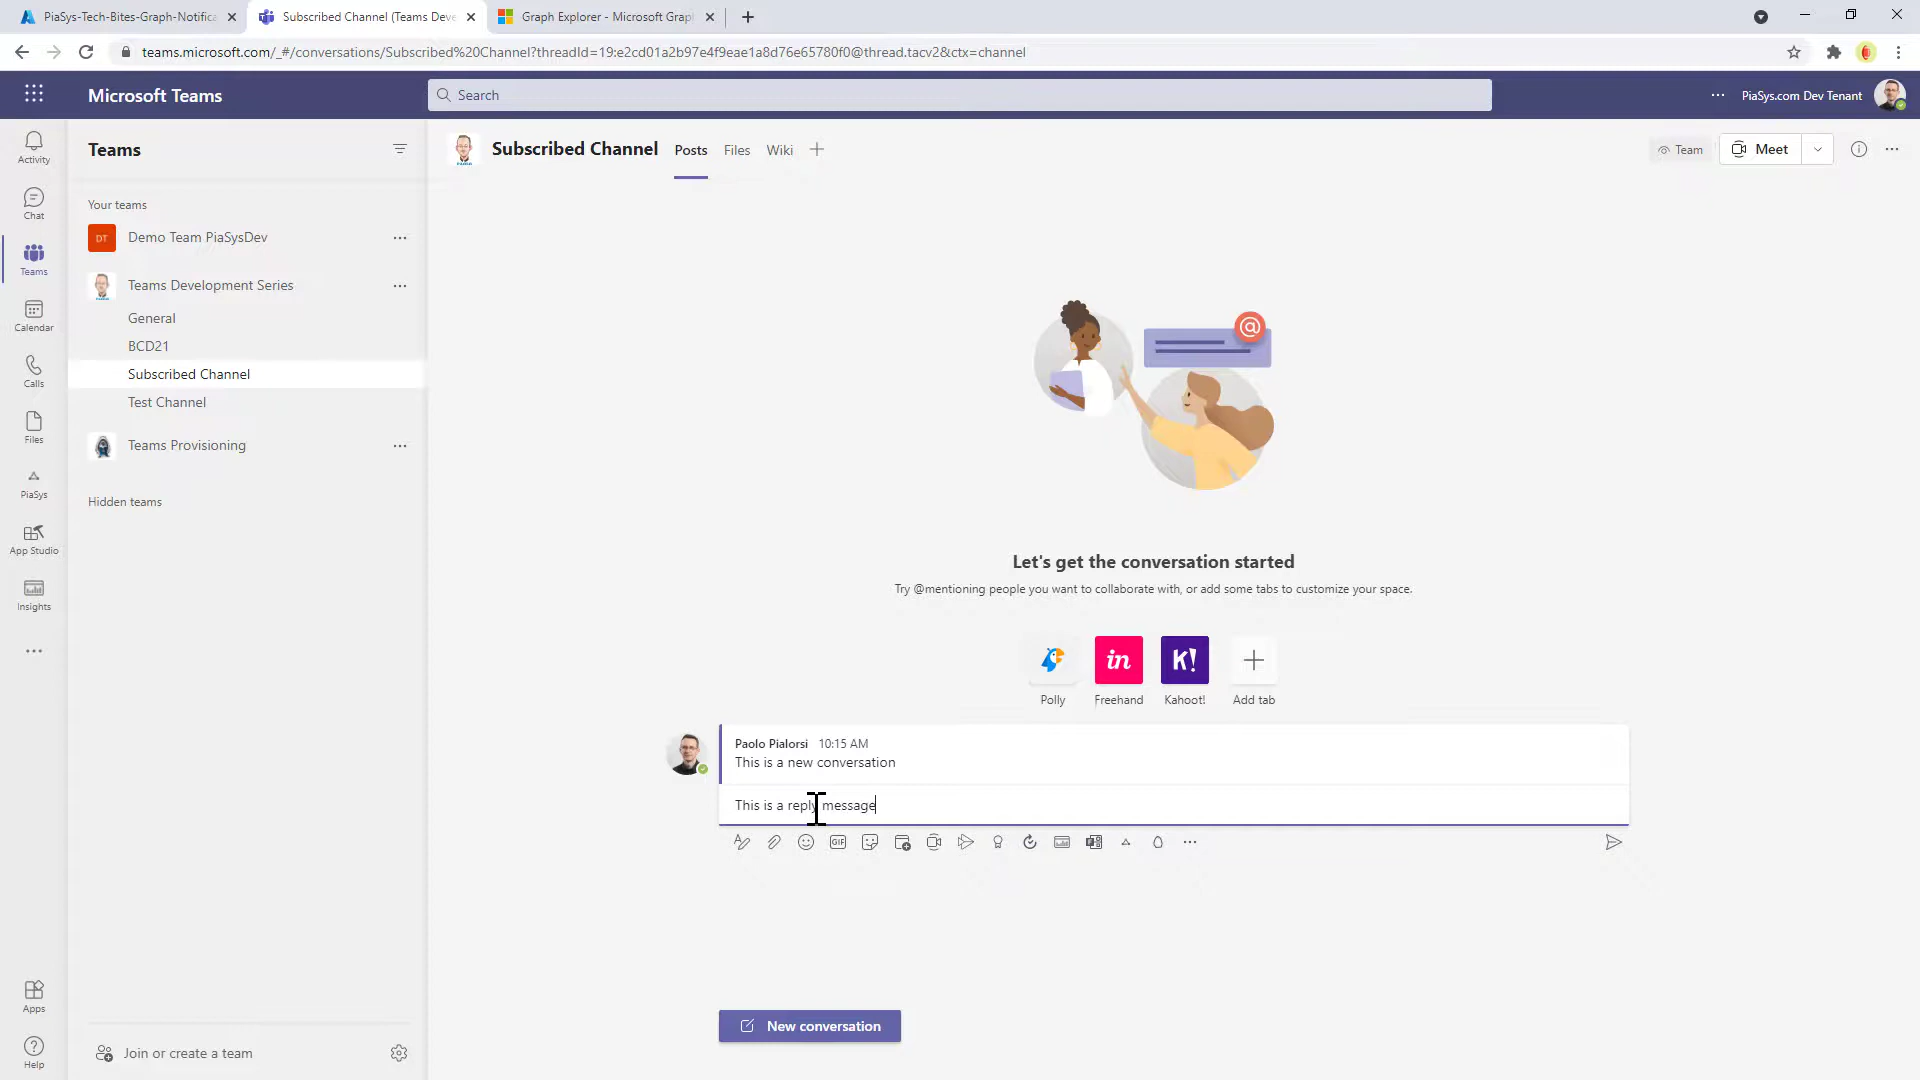 PiaSys-Tech-Bites-Graph-Notifica
Subscribed Channel (Teams Deve
Graph Explorer - Microsoft Grap
teams.microsoft.com/_#/conversations/Subscribed%20Channel?threadId=19:e2cd01a2b97e4f9eae1a8d76e65780f0@thread.tacv2&ctx=channel
Microsoft Teams
Search
PiaSys.com Dev Tenant
Activity
Chat
Teams
Calendar
Calls
Files
PiaSys
App Studio
Insights
Apps
Help
Teams
Your teams
DT
Demo Team PiaSysDev
Teams Development Series
General
BCD21
Subscribed Channel
Test Channel
Teams Provisioning
Hidden teams
Join or create a team
Subscribed Channel
Posts
Files
Wiki
Team
Meet
@
Let's get the conversation started
Try @mentioning people you want to collaborate with, or add some tabs to customize your space.
in
K!
Polly
Freehand
Kahoot!
Add tab
Paolo Pialorsi 10:15 AM
This is a new conversation
This is a reply message
GIF
New conversation